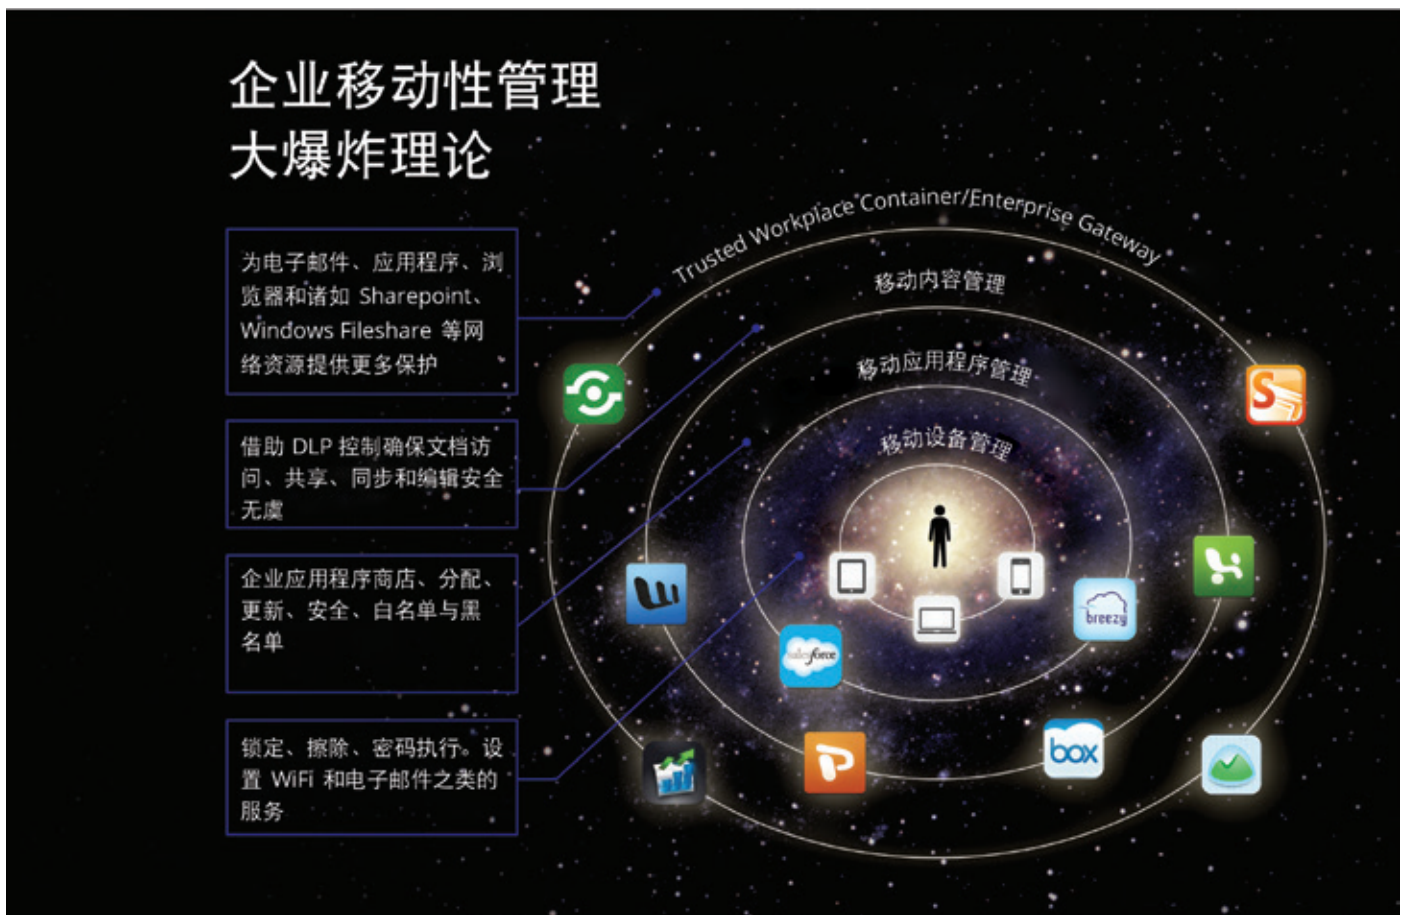 企业移动性管理
大爆炸理论
Trusted Workplace Container/Enterprise Gateway
移动内容管理
移动应用程序管理
移动设备管理
为电子邮件、应用程序、浏
览器和诸如 Sharepoint、
Windows Fileshare 等网
络资源提供更多保护
借助 DLP 控制确保文档访
问、共享、同步和编辑安全
无虞
企业应用程序商店、分配、
更新、安全、白名单与黑
名单
锁定、擦除、密码执行。设
置 WiFi 和电子邮件之类的
服务
S
breezy
salesforce
box